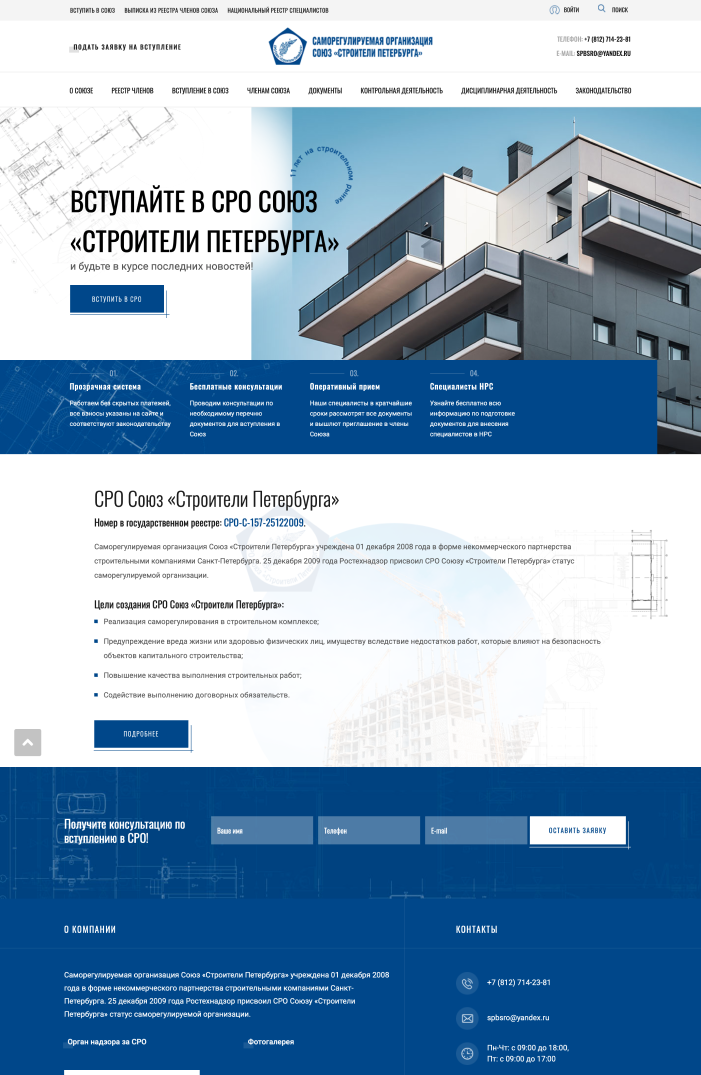 ВСТУПИТЬ В СОЮЗ ВЫПИСКА ИЗ РЕЕСТРА ЧЛЕНОВ СОЮЗА НАЦИОНАЛЬНЫЙ РЕЕСТР СПЕЦИАЛИСТОВ ВОЙТИ ПОИСК
ПОДАТЬ ЗАЯВКУ НА ВСТУПЛЕНИЕ
САМОРЕГУЛИРУЕМАЯ ОРГАНИЗАЦИЯ
СОЮЗ «СТРОИТЕЛИ ПЕТЕРБУРГА»
ТЕЛЕФОН: +7 (812) 714-23-81
E-MAIL: SPBSRO@YANDEX.RU
О СОЮЗЕ РЕЕСТР ЧЛЕНОВ ВСТУПЛЕНИЕ В СОЮЗ ЧЛЕНАМ СОЮЗА ДОКУМЕНТЫ КОНТРОЛЬНАЯ ДЕЯТЕЛЬНОСТЬ ДИСЦИПЛИНАРНАЯ ДЕЯТЕЛЬНОСТЬ ЗАКОНОДАТЕЛЬСТВО
11 лет на строительном рынке
ВСТУПАЙТЕ В СРО СОЮЗ
«СТРОИТЕЛИ ПЕТЕРБУРГА»
и будьте в курсе последних новостей!
ВСТУПИТЬ В СРО
01.
Прозрачная система
Работаем без скрытых платежей,
все взносы указаны на сайте и
соответствуют законодательству
02.
Бесплатные консультации
Проводим консультации по
необходимому перечню
документов для вступления в
Союз
03.
Оперативный прием
Наши специалисты в кратчайшие
сроки рассмотрят все документы
и вышлют приглашение в члены
Союза
04.
Специалисты НРС
Узнайте бесплатно всю
информацию по подготовке
документов для внесения
специалистов в НРС
СРО Союз «Строители Петербурга»
Номер в государственном реестре: СРО-С-157-25122009.
Саморегулируемая организация Союз «Строители Петербурга» учреждена 01 декабря 2008 года в форме некоммерческого партнерства
строительными компаниями Санкт-Петербурга. 25 декабря 2009 года Ростехнадзор присвоил СРО Союзу «Строители Петербурга» статус
саморегулируемой организации.
Цели создания СРО Союз «Строители Петербурга»:
Реализация саморегулирования в строительном комплексе;
Предупреждение вреда жизни или здоровью физических лиц, имуществу вследствие недостатков работ, которые влияют на безопасность
объектов капитального строительства;
Повышение качества выполнения строительных работ;
Содействие выполнению договорных обязательств.
ПОДРОБНЕЕ
Получите консультацию по
вступлению в СРО!
Ваше имя Телефон E-mail ОСТАВИТЬ ЗАЯВКУ
О КОМПАНИИ
Саморегулируемая организация Союз «Строители Петербурга» учреждена 01 декабря 2008
года в форме некоммерческого партнерства строительными компаниями Санкт-
Петербурга. 25 декабря 2009 года Ростехнадзор присвоил СРО Союзу «Строители
Петербурга» статус саморегулируемой организации.
Орган надзора за СРО Фотогалерея
КОНТАКТЫ
+7 (812) 714-23-81
spbsro@yandex.ru
Пн-Чт: с 09:00 до 18:00,
Пт: с 09:00 до 17:00